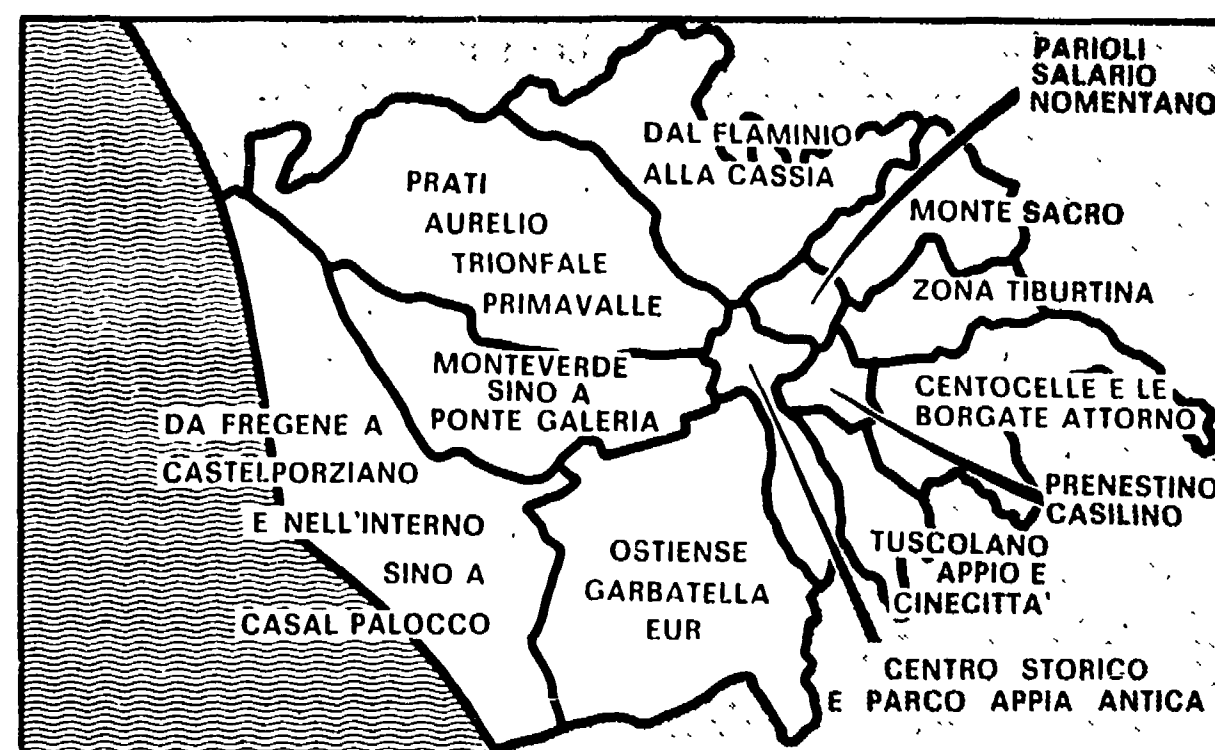 PARIOLI
SALARIO
NOMENTANO
DAL FLAMINIO
ALLA CASSIA
PRATI
AURELIO
TRIONFALE
PRIMAVALLE
MONTE SACRO
ZONA TIBURTINA
MONTEVERDE
SINO A
PONTE GALERIA
CENTOCELLE E LE
BORGATE ATTORNO
DA FREGENE A
CASTELPORZIANO
E NELL'INTERNO
SINO A
CASAL PALOCCO
PRENESTINO
CASILINO
OSTIENSE
GARBATELLA
EUR
TUSCOLANO
APPIO E
CINECITTA'
CENTRO STORICO
E PARCO APPIA ANTICA